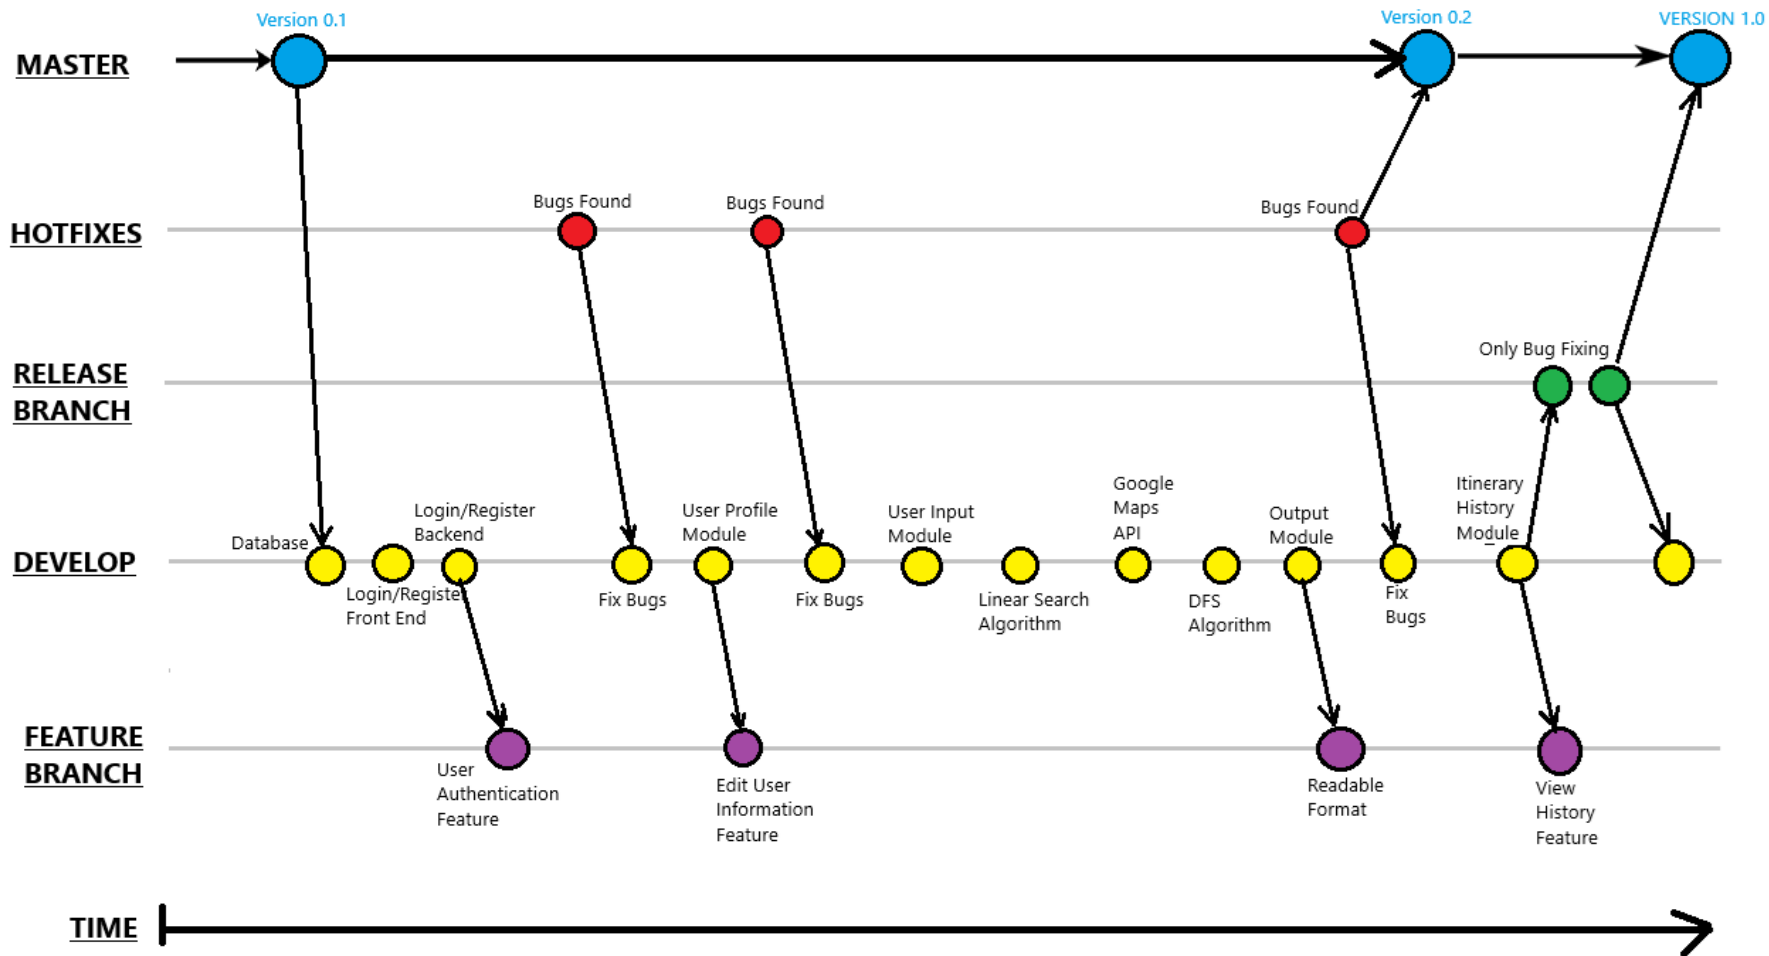 Version 0.1
Version 0.2
VERSION 1.0
MASTER
Bugs Found
Bugs Found
Bugs Found
HOTFIXES
Only Bug Fixing
RELEASE
BRANCH
Database
Login/Register
Backend
User Profile
Module
User Input
Module
Google
Maps
API
Output
Module
Itinerary
History
Module
DEVELOP
Login/Register
Front End
Fix Bugs
Fix Bugs
Linear Search
Algorithm
DFS
Algorithm
Fix
Bugs
FEATURE
BRANCH
User
Authentication
Feature
Edit User
Information
Feature
Readable
Format
View
History
Feature
TIME